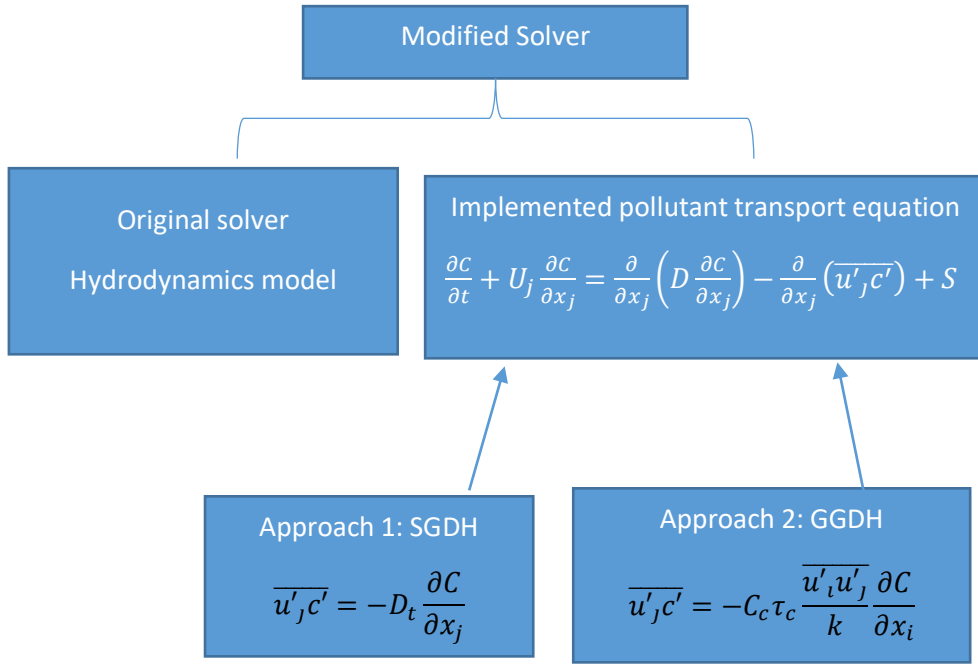 Modified Solver
Original solver
Hydrodynamics model
Implemented pollutant transport equation
∂C/∂t + U_j ∂C/∂x_j = ∂/∂x_j (D ∂C/∂x_j) − ∂/∂x_j (\overline{u'_J c'}) + S
Approach 1: SGDH
\overline{u'_J c'} = −D_t ∂C/∂x_j
Approach 2: GGDH
\overline{u'_J c'} = −C_c τ_c \overline{u'_ι u'_J}/k ∂C/∂x_i